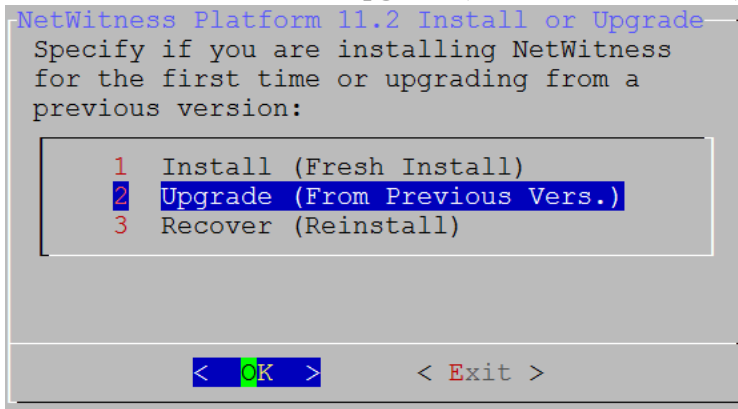 NetWitness Platform 11.2 Install or Upgrade
Specify if you are installing NetWitness
for the first time or upgrading from a
previous version:
1 Install (Fresh Install)
2 Upgrade (From Previous Vers.)
3 Recover (Reinstall)
< OK > < Exit >